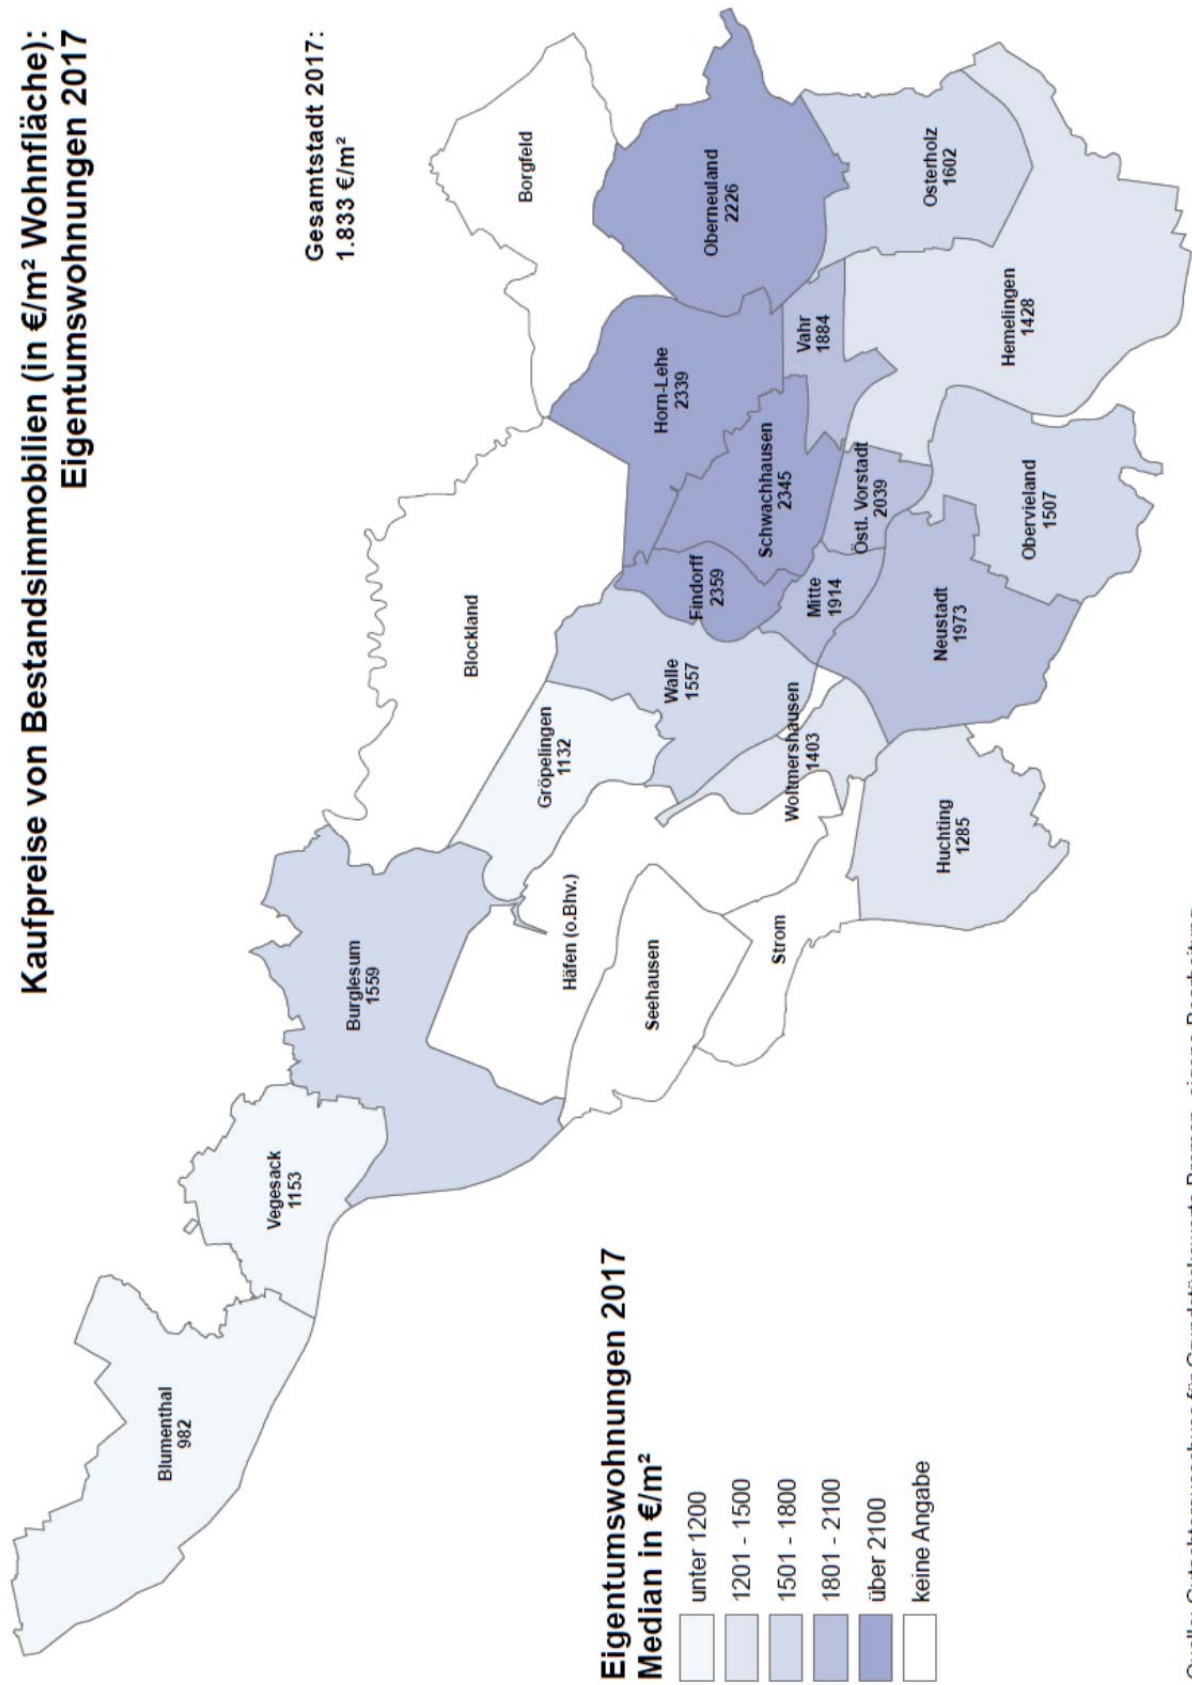 Kaufpreise von Bestandsimmobilien (in €/m² Wohnfläche):
Eigentumswohnungen 2017
Gesamtstadt 2017:
1.833 €/m²
Blumenthal
982
Vegesack
1153
Burglesum
1559
Blockland
Borgfeld
Gröpelingen
1132
Häfen (o.Bhv.)
Seehausen
Strom
Walle
1557
Findorff
2359
Horn-Lehe
2339
Oberneuland
2226
Schwachhausen
2345
Vahr
1884
Osterholz
1602
Mitte
1914
Östl. Vorstadt
2039
Hemelingen
1428
Woltmershausen
1403
Neustadt
1973
Obervieland
1507
Huchting
1285
Eigentumswohnungen 2017
Median in €/m²
unter 1200
1201 - 1500
1501 - 1800
1801 - 2100
über 2100
keine Angabe